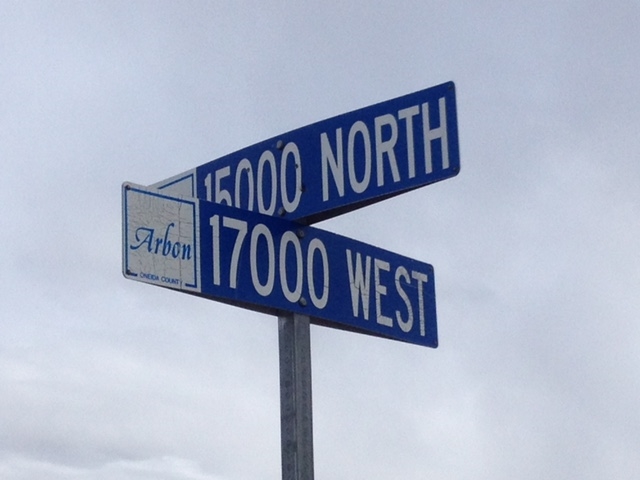 15000 NORTH
Arbon
ONEIDA COUNTY
17000 WEST